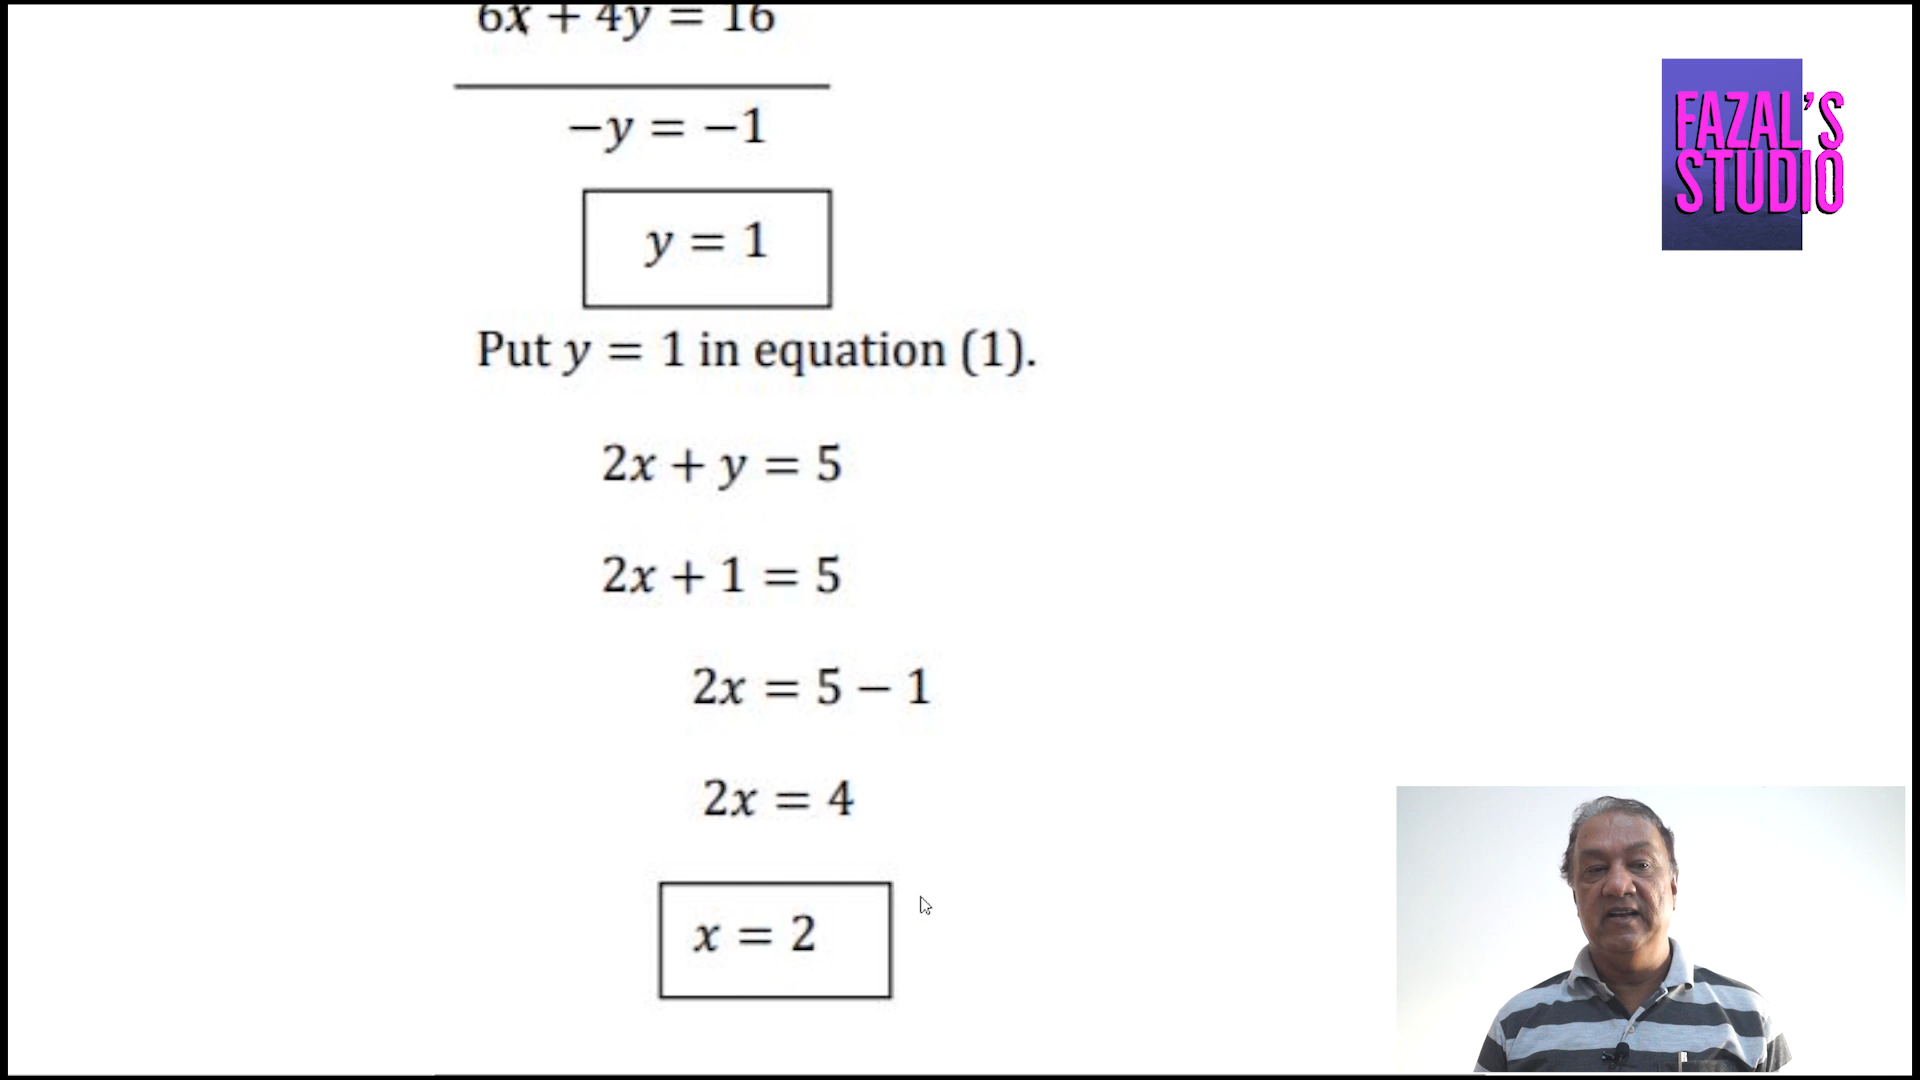 6x + 4y = 16
−y = −1
y = 1
Put y = 1 in equation (1).
2x + y = 5
2x + 1 = 5
2x = 5 − 1
2x = 4
x = 2
FAZAL'S
STUDIO